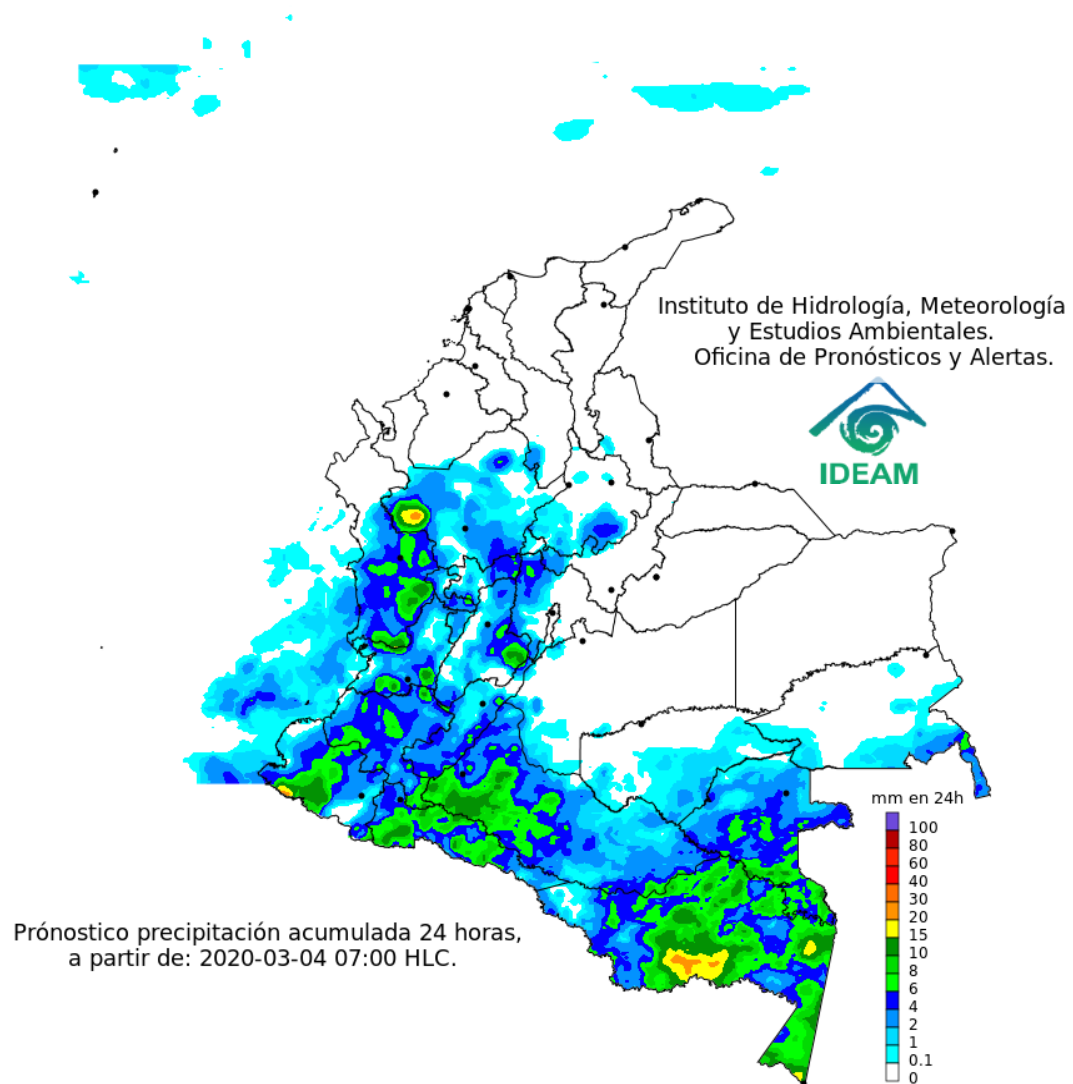 Instituto de Hidrología, Meteorología
y Estudios Ambientales.
Oficina de Pronósticos y Alertas.
IDEAM
mm en 24h
100
80
60
40
30
20
15
10
8
6
4
2
1
0.1
0
Prónostico precipitación acumulada 24 horas,
a partir de: 2020-03-04 07:00 HLC.